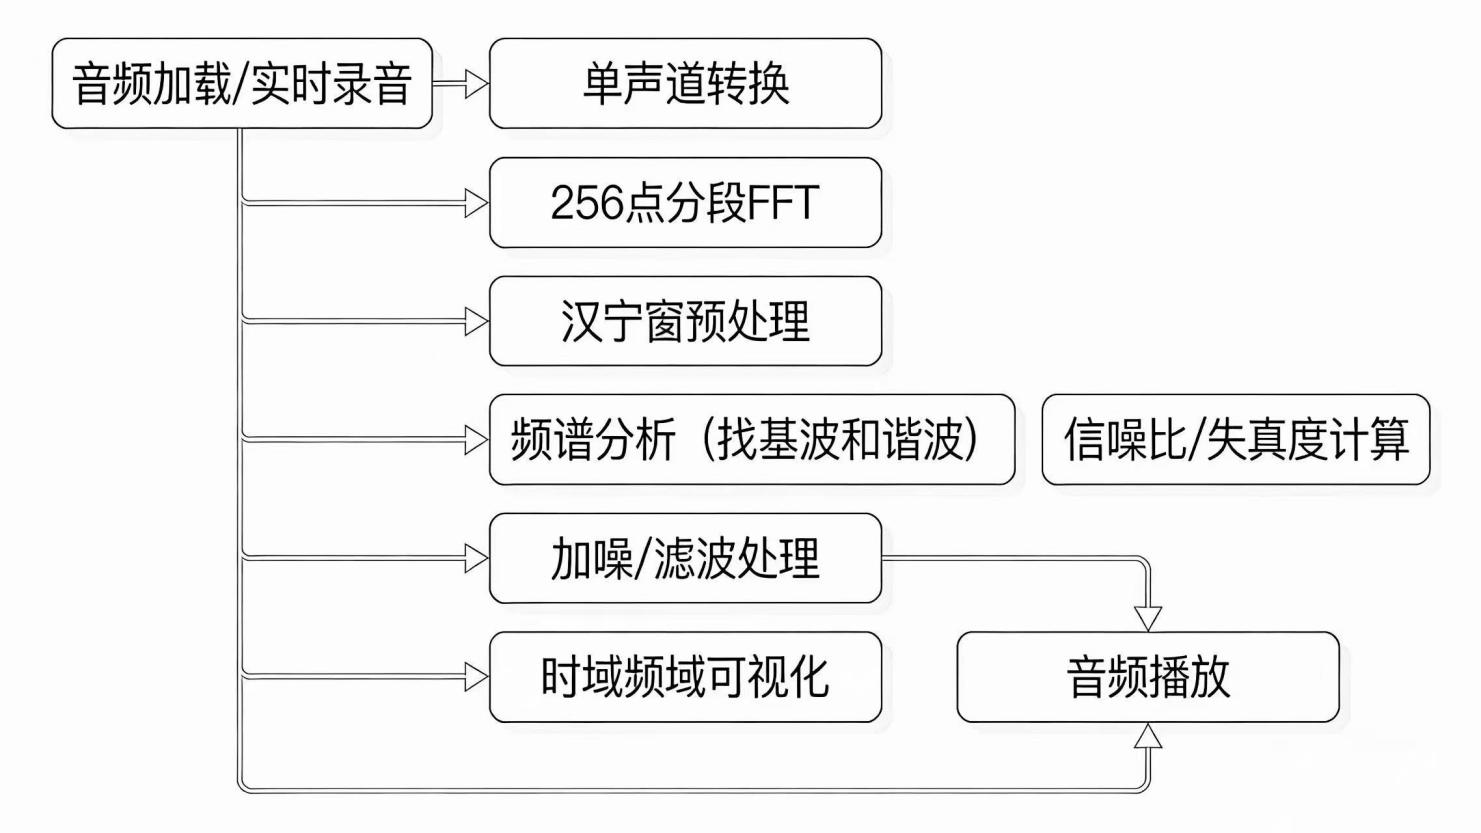 音频加载/实时录音
单声道转换
256点分段FFT
汉宁窗预处理
频谱分析（找基波和谐波）
信噪比/失真度计算
加噪/滤波处理
时域频域可视化
音频播放